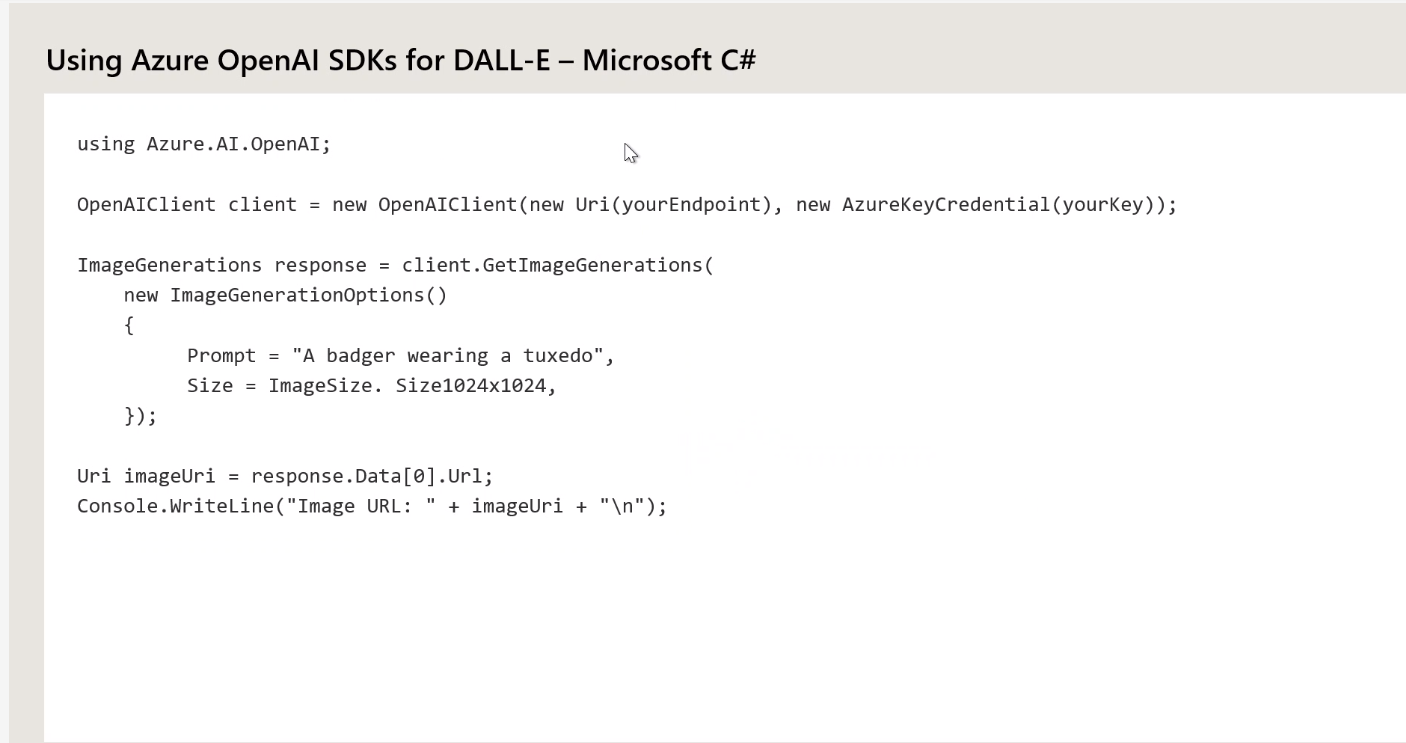 Using Azure OpenAI SDKs for DALL-E – Microsoft C#
using Azure.AI.OpenAI;
OpenAIClient client = new OpenAIClient(new Uri(yourEndpoint), new AzureKeyCredential(yourKey));
ImageGenerations response = client.GetImageGenerations(
    new ImageGenerationOptions()
    {
        Prompt = "A badger wearing a tuxedo",
        Size = ImageSize. Size1024x1024,
    });
Uri imageUri = response.Data[0].Url;
Console.WriteLine("Image URL: " + imageUri + "\n");